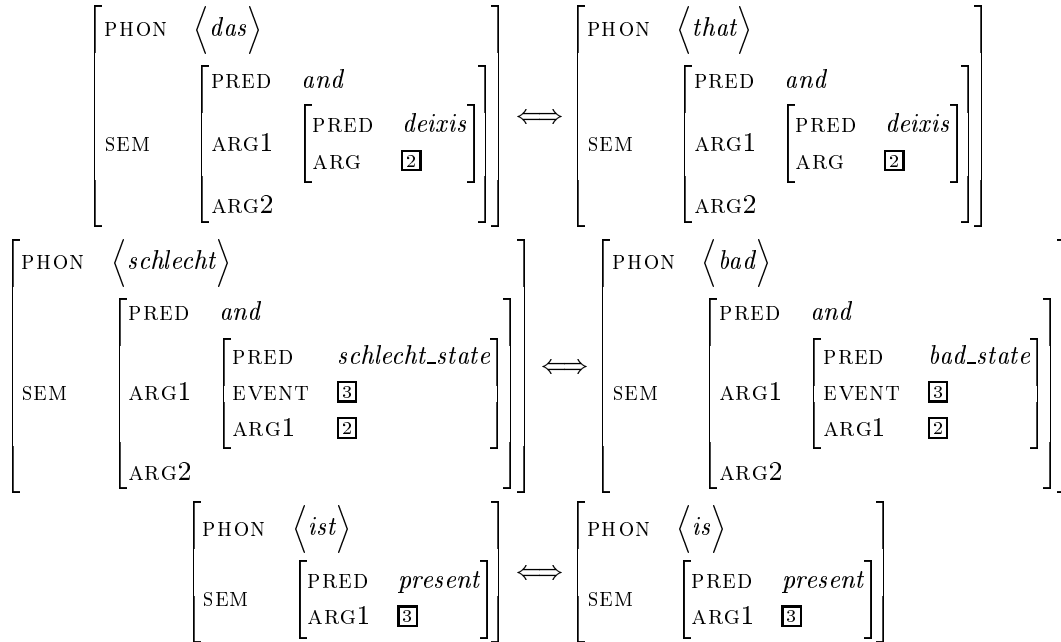 PHON ⟨das⟩ PHON ⟨that⟩
PRED and PRED and
SEM ARG1 PRED deixis ⟺ SEM ARG1 PRED deixis
ARG 2 ARG 2
ARG2 ARG2
PHON ⟨schlecht⟩ PHON ⟨bad⟩
PRED and PRED and
PRED schlecht_state PRED bad_state
SEM ARG1 EVENT 3 ⟺ SEM ARG1 EVENT 3
ARG1 2 ARG1 2
ARG2 ARG2
PHON ⟨ist⟩ PHON ⟨is⟩
SEM PRED present ⟺ SEM PRED present
ARG1 3 ARG1 3